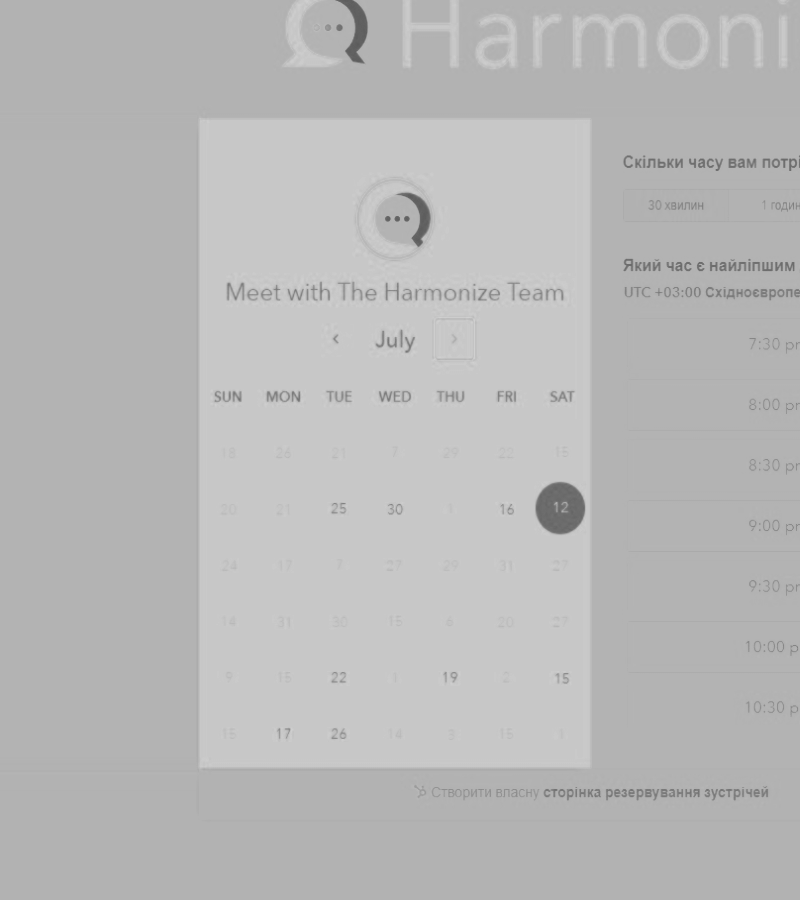 Harmoni
Meet with The Harmonize Team
July
SUN MON TUE WED THU FRI SAT
18 26 21 7 29 22 15
20 21 25 30 1 16 12
24 17 7 27 29 31 27
14 31 30 15 6 20 27
9 15 22 1 19 2 15
15 17 26 14 3 15 1
Скільки часу вам потрі
30 хвилин 1 годин
Який час є найліпшим
UTC +03:00 Східноєвропе
7:30 pr
8:00 pr
8:30 pr
9:00 pr
9:30 pr
10:00 p
10:30 p
Створити власну сторінка резервування зустрічей